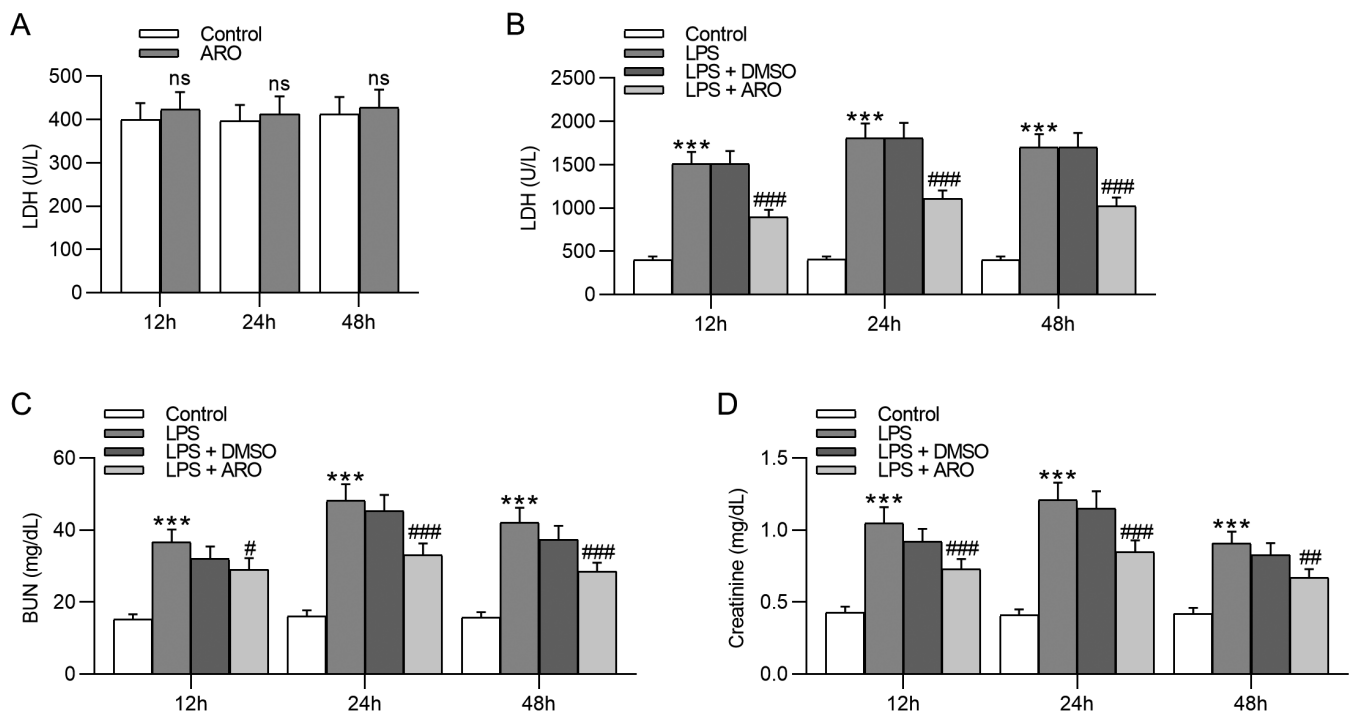 A
Control
ARO
LDH (U/L)
500
400
300
200
100
0
ns
ns
ns
12h
24h
48h
B
Control
LPS
LPS + DMSO
LPS + ARO
LDH (U/L)
2500
2000
1500
1000
500
0
***
###
***
###
***
###
12h
24h
48h
C
Control
LPS
LPS + DMSO
LPS + ARO
BUN (mg/dL)
60
40
20
0
***
#
***
###
***
###
12h
24h
48h
D
Control
LPS
LPS + DMSO
LPS + ARO
Creatinine (mg/dL)
1.5
1.0
0.5
0.0
***
###
***
###
***
##
12h
24h
48h